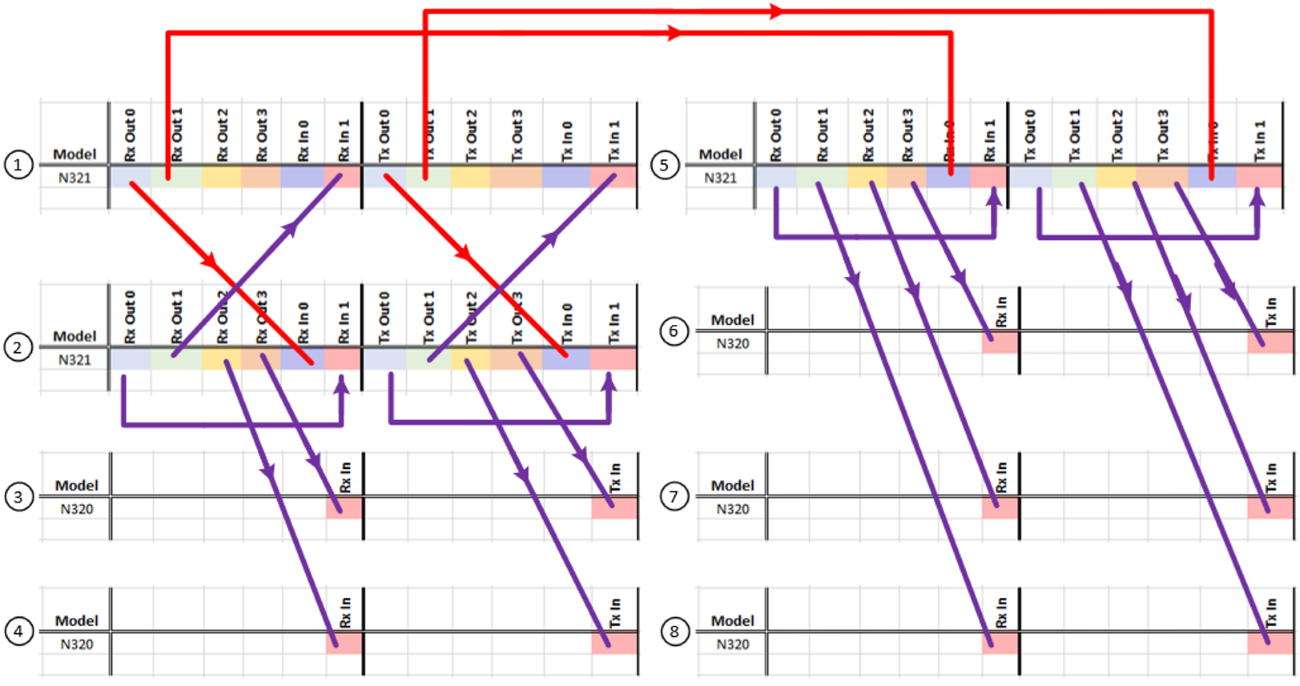 Rx Out 0 Rx Out 1 Rx Out 2 Rx Out 3 Rx In 0 Rx In 1 Tx Out 0 Tx Out 1 Tx Out 2 Tx Out 3 Tx In 0 Tx In 1
1 Model
N321
Rx Out 0 Rx Out 1 Rx Out 2 Rx Out 3 Rx In 0 Rx In 1 Tx Out 0 Tx Out 1 Tx Out 2 Tx Out 3 Tx In 0 Tx In 1
5 Model
N321
Rx Out 0 Rx Out 1 Rx Out 2 Rx Out 3 Rx In 0 Rx In 1 Tx Out 0 Tx Out 1 Tx Out 2 Tx Out 3 Tx In 0 Tx In 1
2 Model
N321
Rx In Tx In
6 Model
N320
Rx In Tx In
3 Model
N320
Rx In Tx In
7 Model
N320
Rx In Tx In
4 Model
N320
Rx In Tx In
8 Model
N320